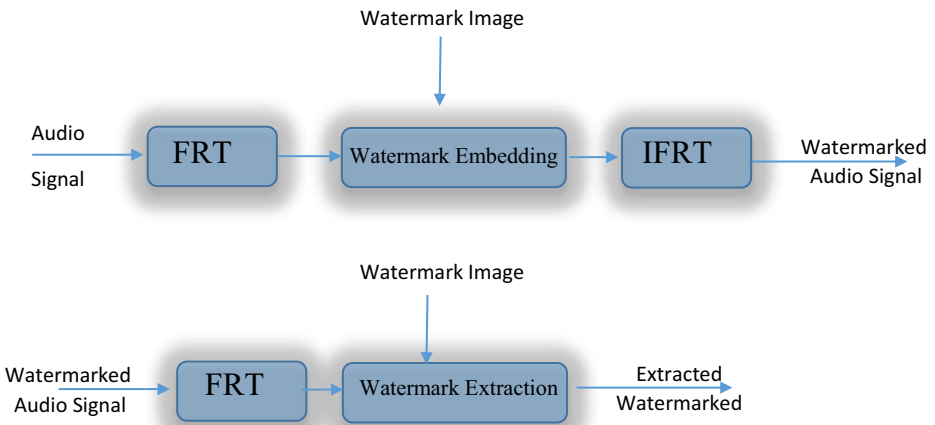 Watermark Image
Audio
Signal
FRT
Watermark Embedding
IFRT
Watermarked
Audio Signal
Watermark Image
Watermarked
Audio Signal
FRT
Watermark Extraction
Extracted
Watermarked